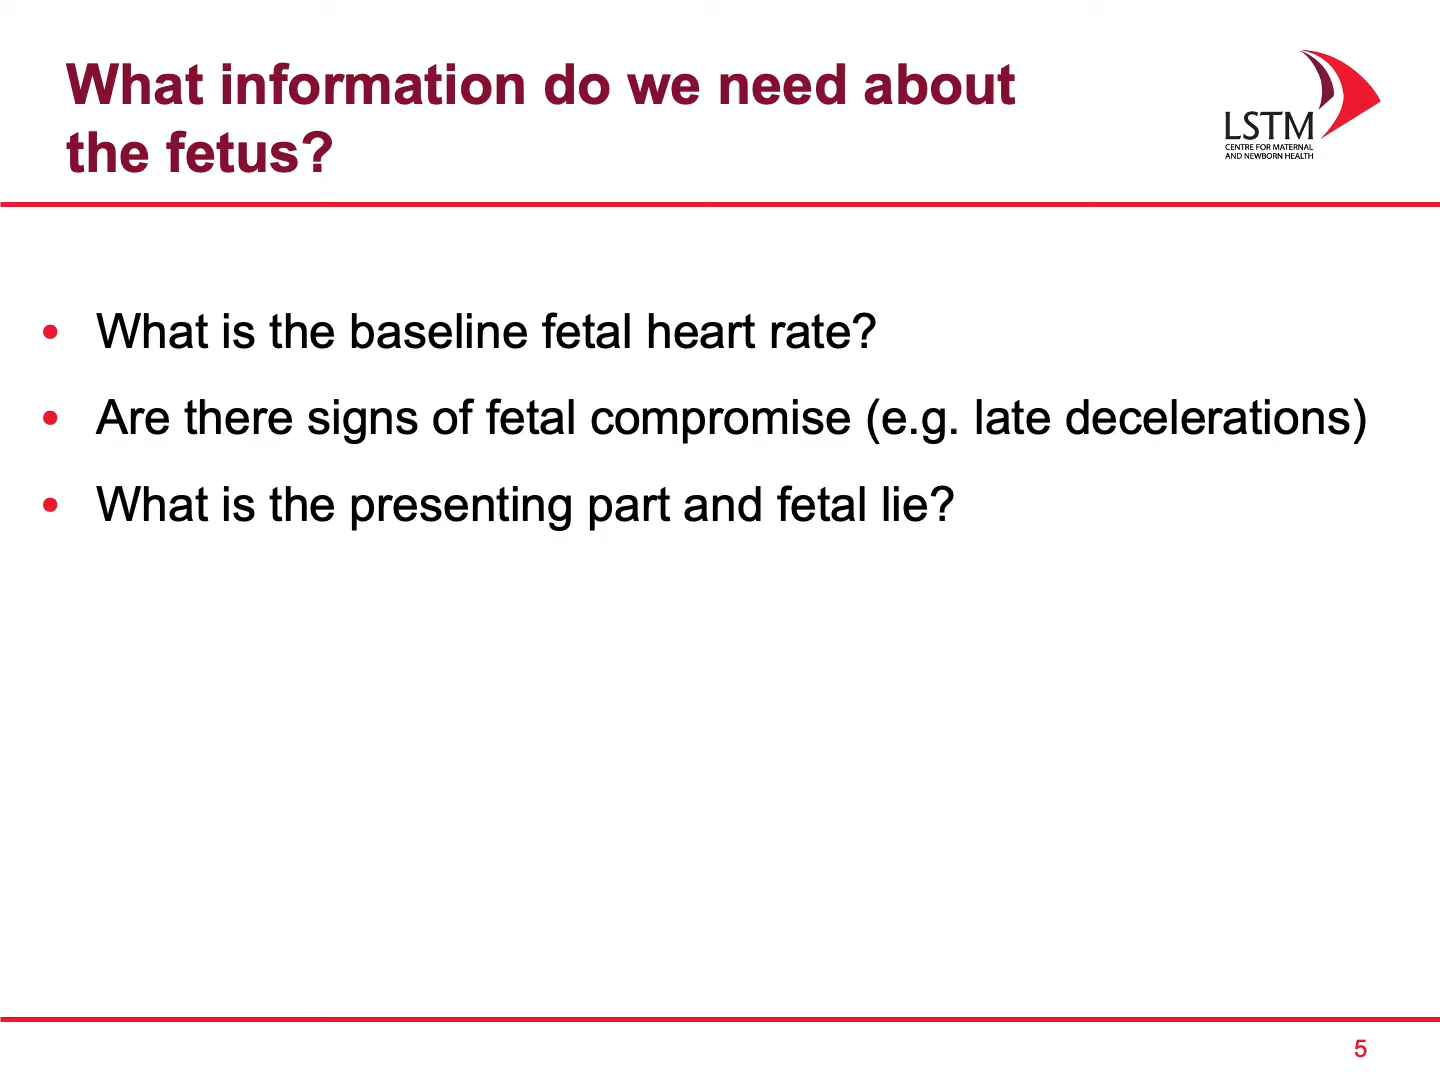 What information do we need about
the fetus?
LSTM
CENTRE FOR MATERNAL
AND NEWBORN HEALTH
• What is the baseline fetal heart rate?
• Are there signs of fetal compromise (e.g. late decelerations)
• What is the presenting part and fetal lie?
5